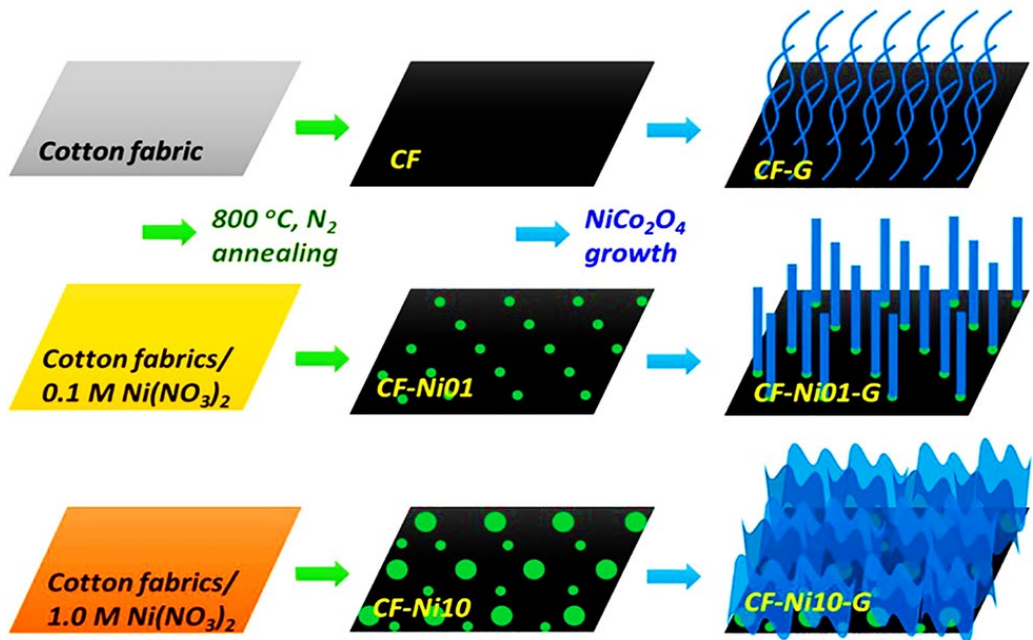 Cotton fabric
CF
CF-G
800 °C, N₂
annealing
NiCo₂O₄
growth
Cotton fabrics/
0.1 M Ni(NO₃)₂
CF-Ni01
CF-Ni01-G
Cotton fabrics/
1.0 M Ni(NO₃)₂
CF-Ni10
CF-Ni10-G